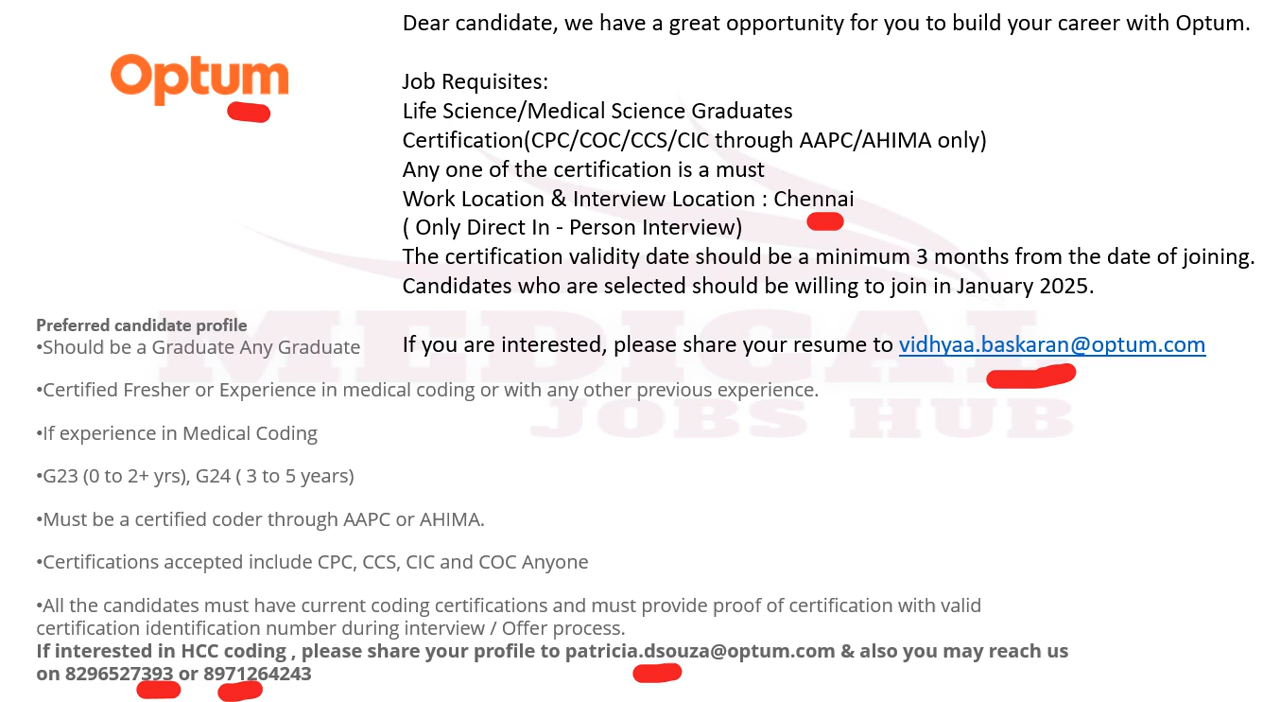 Dear candidate, we have a great opportunity for you to build your career with Optum.
Optum
Job Requisites:
Life Science/Medical Science Graduates
Certification(CPC/COC/CCS/CIC through AAPC/AHIMA only)
Any one of the certification is a must
Work Location & Interview Location : Chennai
( Only Direct In - Person Interview)
The certification validity date should be a minimum 3 months from the date of joining.
Candidates who are selected should be willing to join in January 2025.
If you are interested, please share your resume to vidhyaa.baskaran@optum.com
MEDICAL
JOBS HUB
Preferred candidate profile
•Should be a Graduate Any Graduate
•Certified Fresher or Experience in medical coding or with any other previous experience.
•If experience in Medical Coding
•G23 (0 to 2+ yrs), G24 ( 3 to 5 years)
•Must be a certified coder through AAPC or AHIMA.
•Certifications accepted include CPC, CCS, CIC and COC Anyone
•All the candidates must have current coding certifications and must provide proof of certification with valid
certification identification number during interview / Offer process.
If interested in HCC coding , please share your profile to patricia.dsouza@optum.com & also you may reach us
on 8296527393 or 8971264243